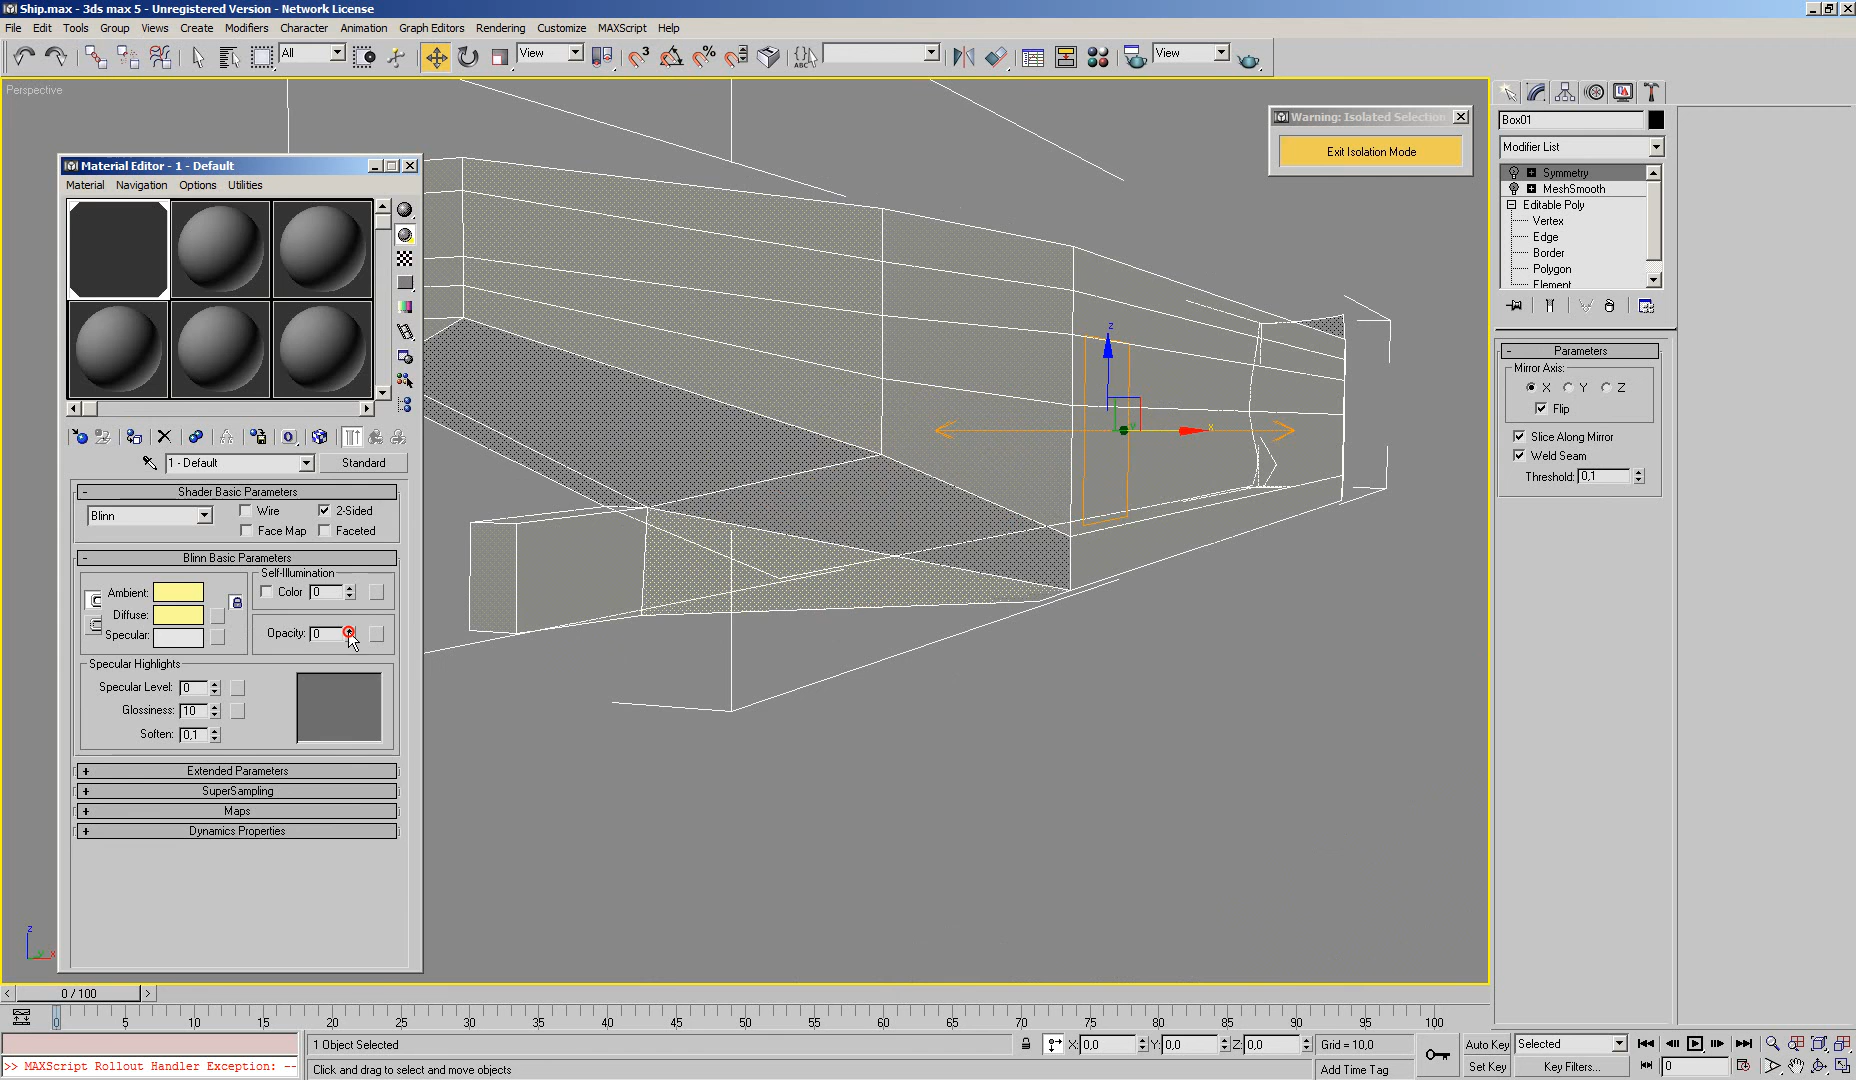 Ship.max - 3ds max 5 - Unregistered Version - Network License
File Edit Tools Group Views Create Modifiers Character Animation Graph Editors Rendering Customize MAXScript Help
All View View
Perspective
Warning: Isolated Selection
Exit Isolation Mode
Box01
Modifier List
Symmetry
MeshSmooth
Editable Poly
Vertex
Edge
Border
Polygon
Element
Parameters
Mirror Axis:
X Y Z
Flip
Slice Along Mirror
Weld Seam
Threshold: 0,1
Material Editor - 1 - Default
Material Navigation Options Utilities
1 - Default Standard
Shader Basic Parameters
Blinn Wire 2-Sided
Face Map Faceted
Blinn Basic Parameters
Self-Illumination
Ambient: Color 0
Diffuse:
Specular: Opacity: 0
Specular Highlights
Specular Level: 0
Glossiness: 10
Soften: 0,1
Extended Parameters
SuperSampling
Maps
Dynamics Properties
z
x
z
x
0 / 100
0 5 10 15 20 25 30 35 40 45 50 55 60 65 70 75 80 85 90 95 100
1 Object Selected X: 0,0 Y: 0,0 Z: 0,0 Grid = 10,0 Auto Key Selected
>> MAXScript Rollout Handler Exception: -- Click and drag to select and move objects Add Time Tag Set Key Key Filters... 0